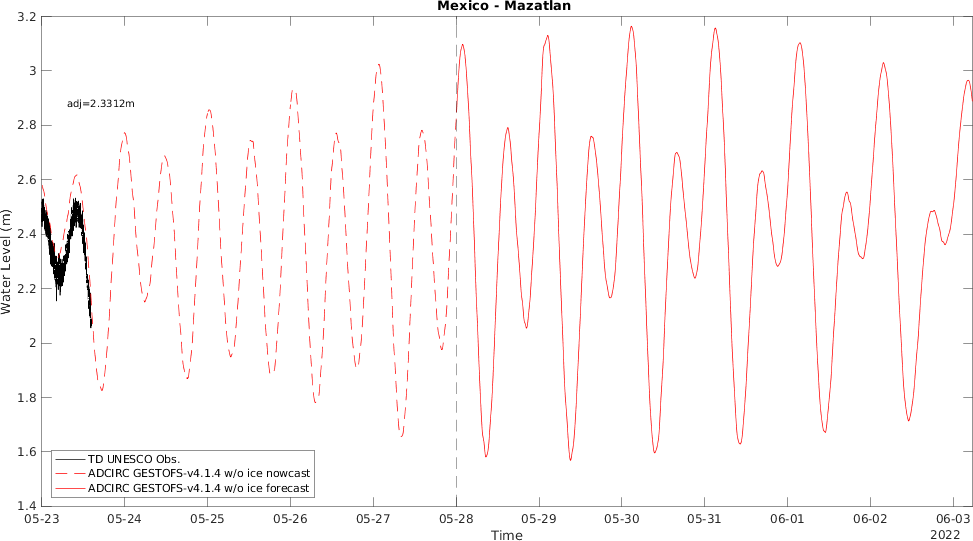 Mexico - Mazatlan
3.2
3
2.8
2.6
2.4
2.2
2
1.8
1.6
1.4
Water Level (m)
adj=2.3312m
TD UNESCO Obs.
ADCIRC GESTOFS-v4.1.4 w/o ice nowcast
ADCIRC GESTOFS-v4.1.4 w/o ice forecast
05-23 05-24 05-25 05-26 05-27 05-28 05-29 05-30 05-31 06-01 06-02 06-03
2022
Time